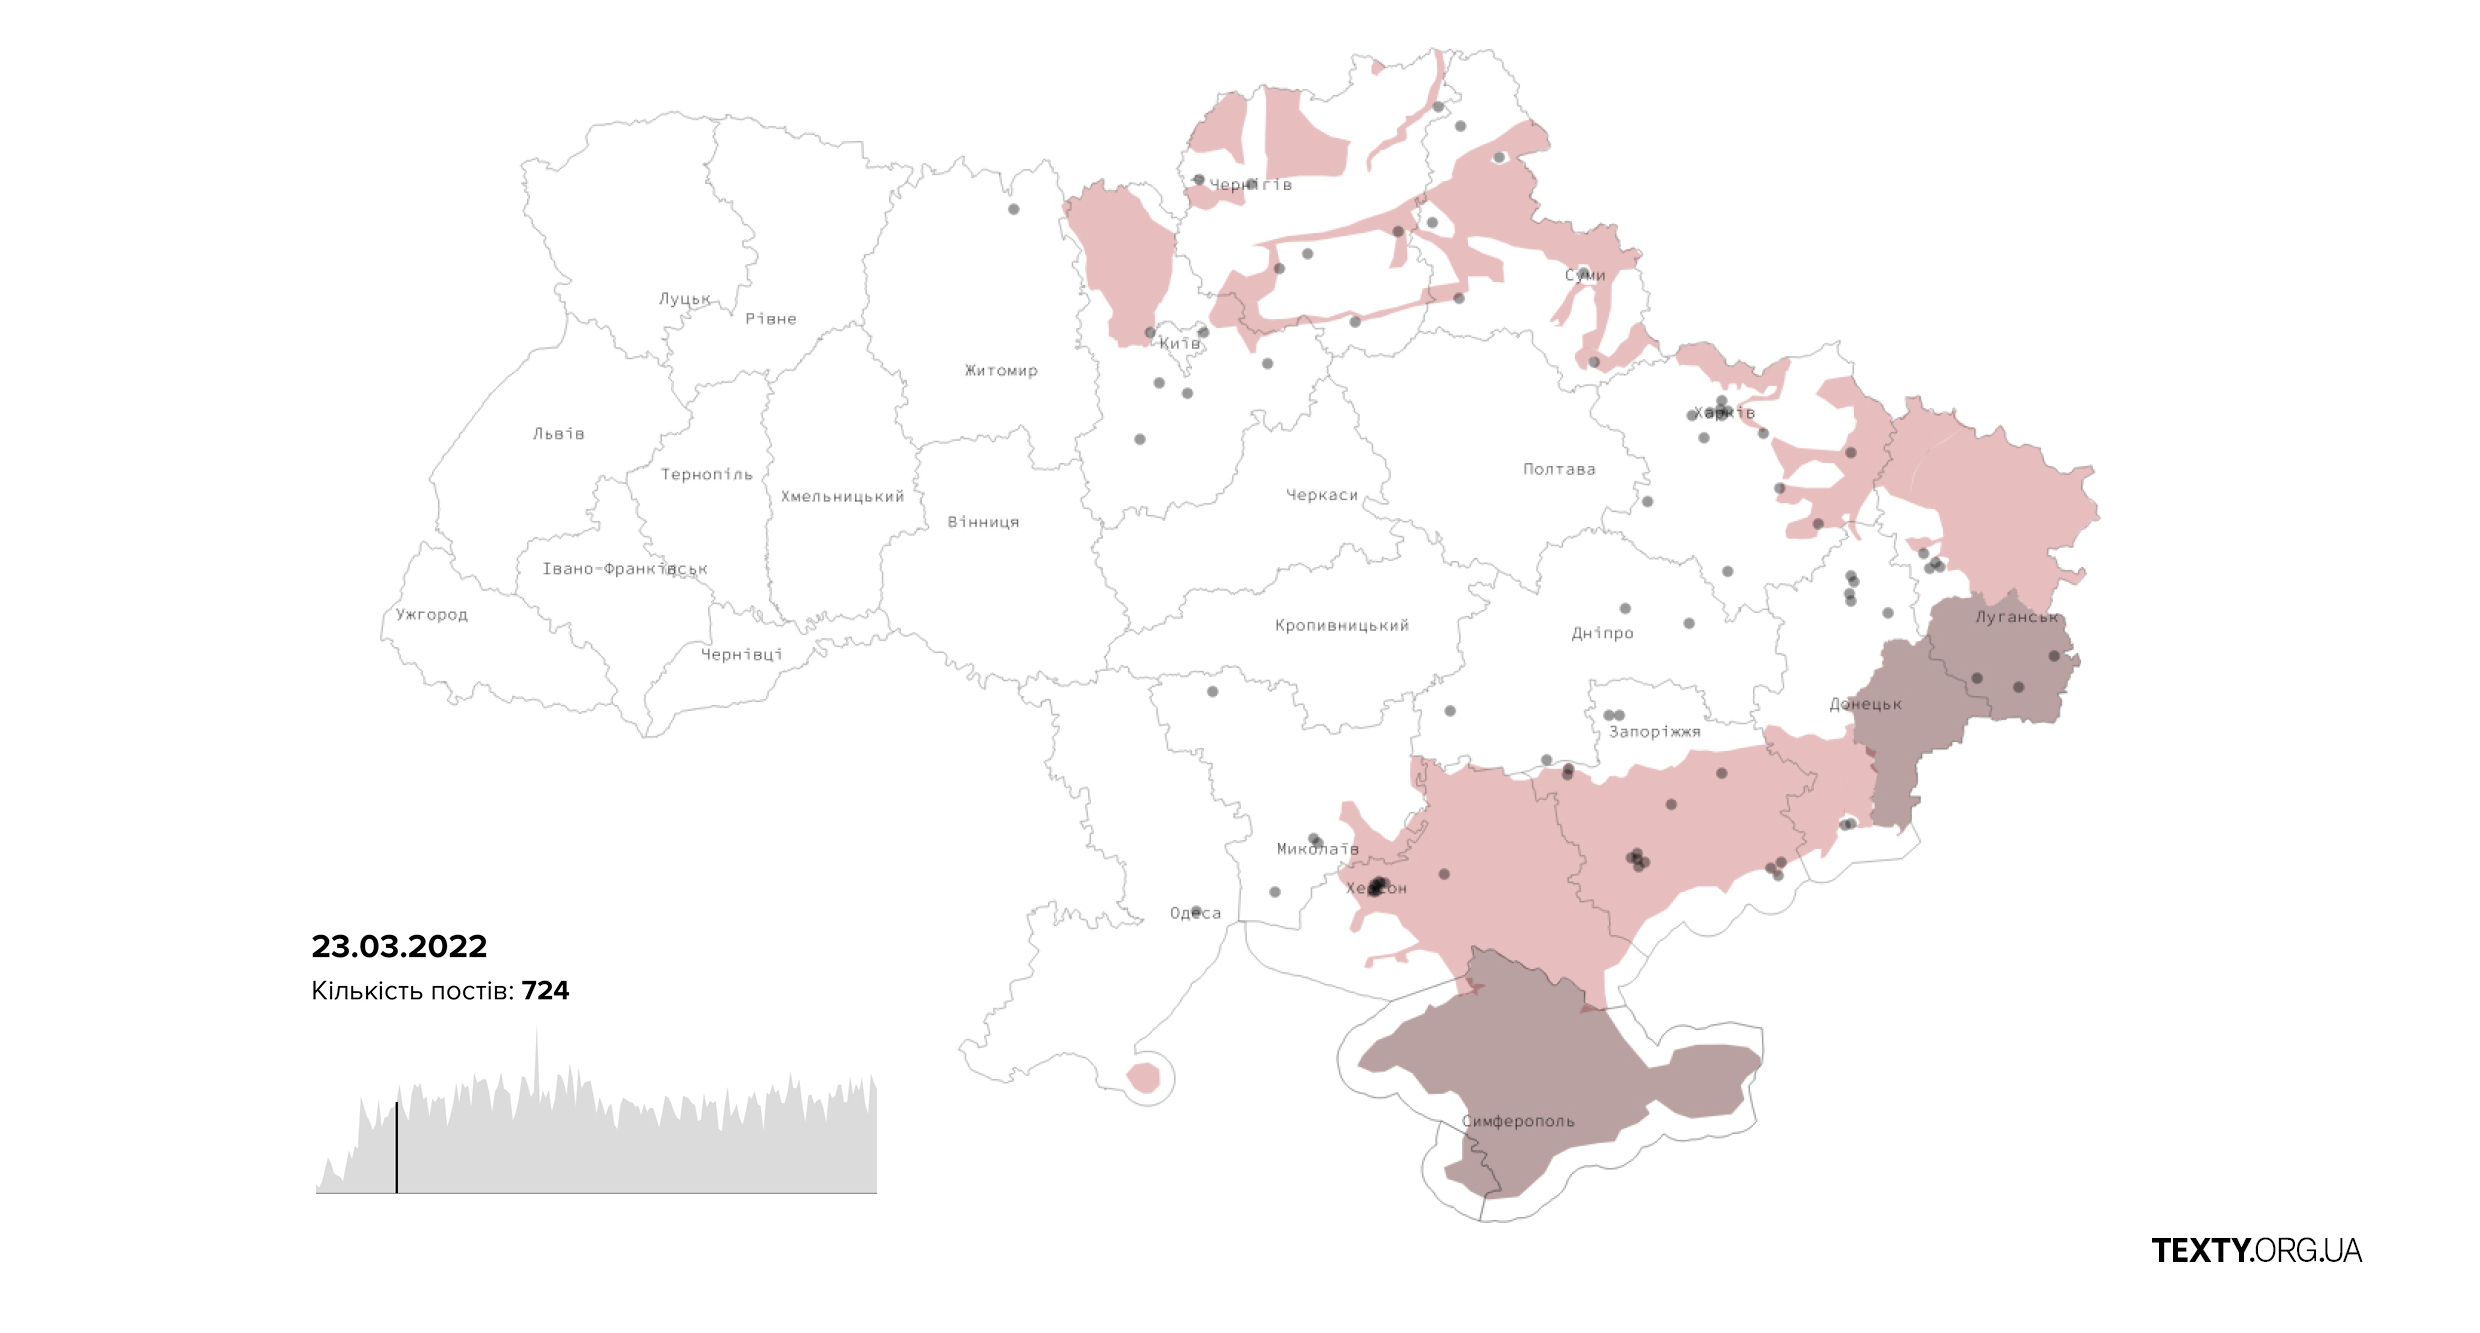 Чернігів
Суми
Луцьк
Рівне
Київ
Житомир
Харків
Львів
Полтава
Тернопіль
Хмельницький
Черкаси
Вінниця
Івано-Франківськ
Ужгород
Луганськ
Кропивницький
Дніпро
Чернівці
Донецьк
Запоріжжя
Миколаїв
Херсон
Одеса
23.03.2022
Кількість постів: 724
Симферополь
TEXTY.ORG.UA